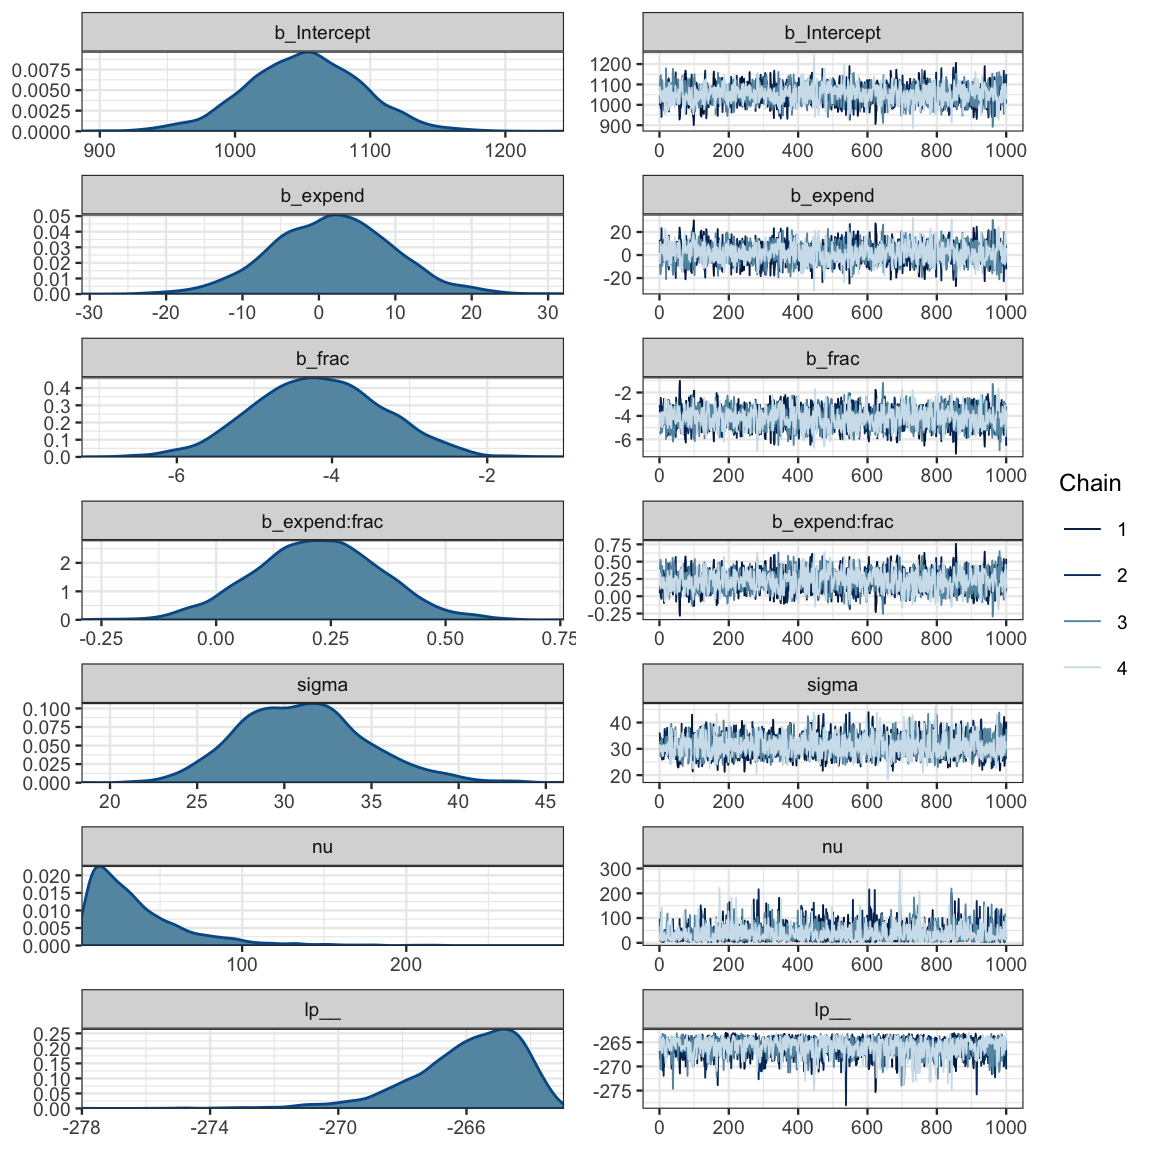 b_Intercept
0.0075
0.0050
0.0025
0.0000
900 1000 1100 1200
b_Intercept
1200
1100
1000
900
0 200 400 600 800 1000
b_expend
0.05
0.04
0.03
0.02
0.01
0.00
-30 -20 -10 0 10 20 30
b_expend
20
0
-20
0 200 400 600 800 1000
b_frac
0.4
0.3
0.2
0.1
0.0
-6 -4 -2
b_frac
-2
-4
-6
0 200 400 600 800 1000
b_expend:frac
2
1
0
-0.25 0.00 0.25 0.50 0.75
b_expend:frac
0.75
0.50
0.25
0.00
-0.25
0 200 400 600 800 1000
sigma
0.100
0.075
0.050
0.025
0.000
20 25 30 35 40 45
sigma
40
30
20
0 200 400 600 800 1000
nu
0.020
0.015
0.010
0.005
0.000
100 200
nu
300
200
100
0
0 200 400 600 800 1000
lp__
0.25
0.20
0.15
0.10
0.05
0.00
-278 -274 -270 -266
lp__
-265
-270
-275
0 200 400 600 800 1000
Chain
1
2
3
4